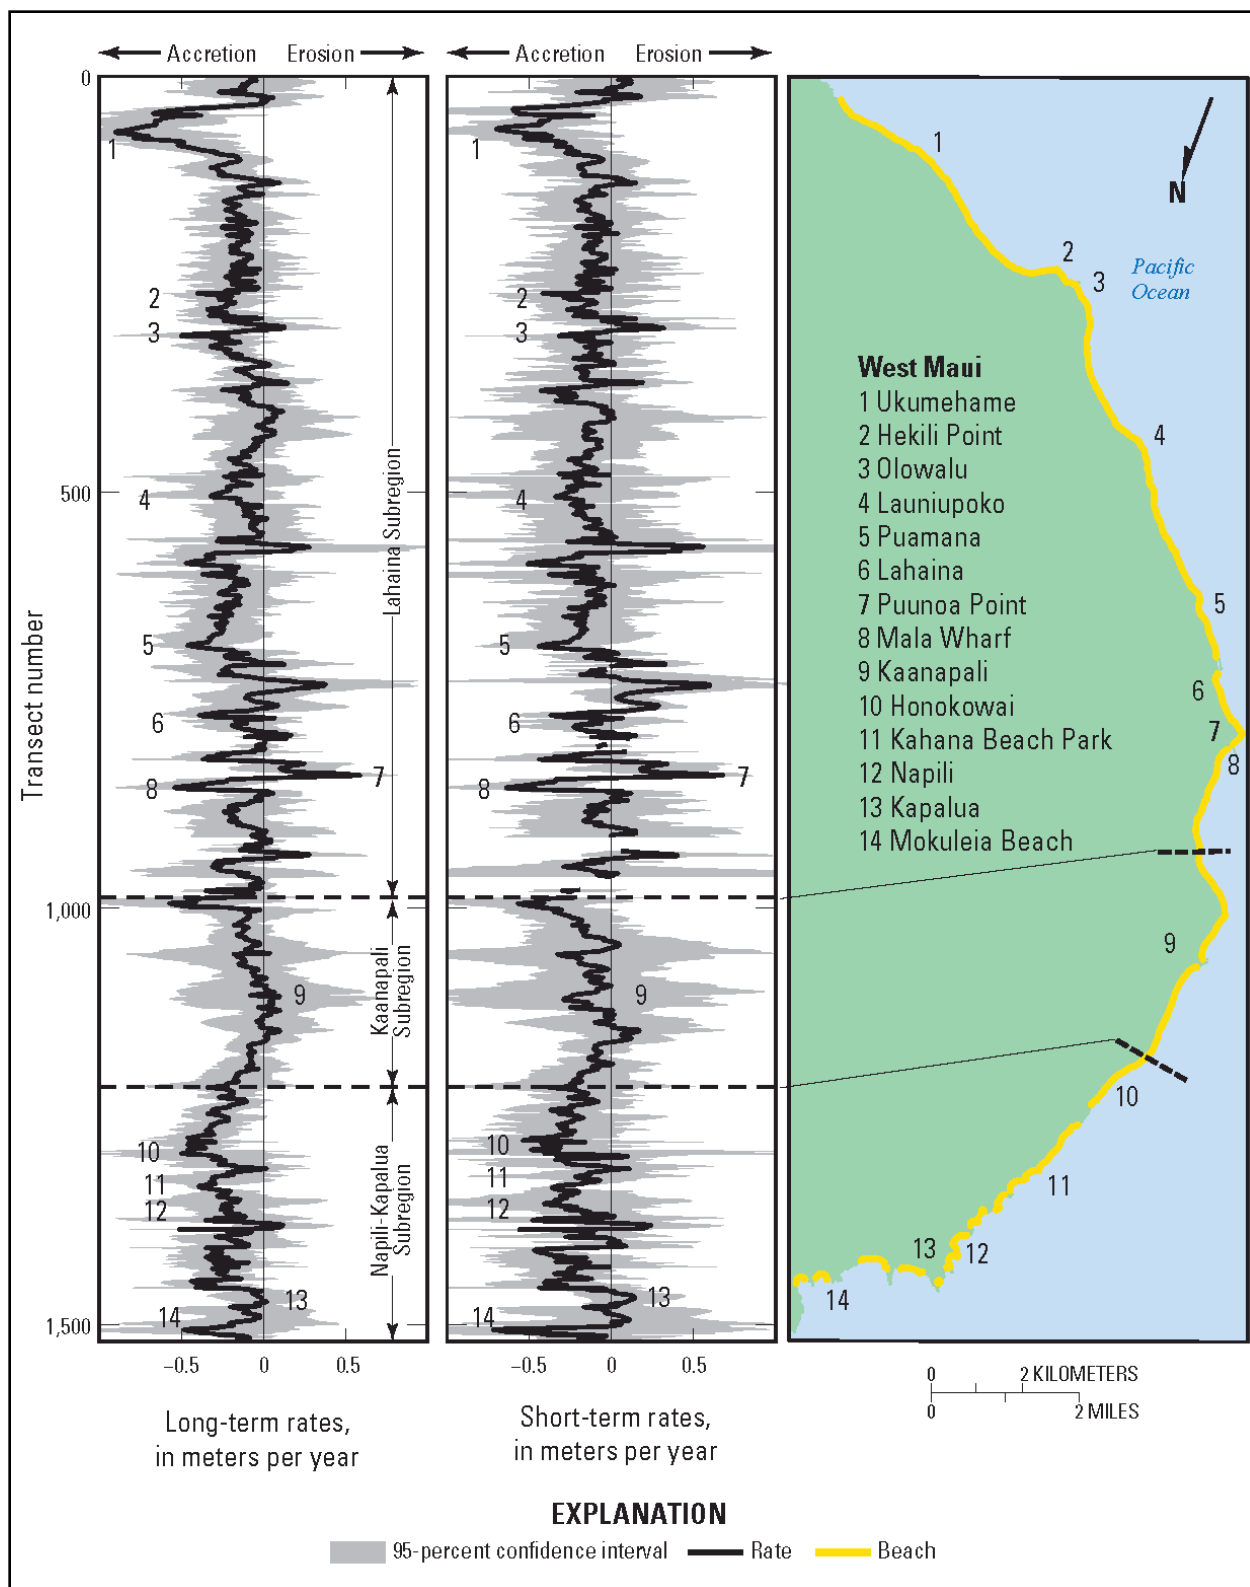 Accretion Erosion
Accretion Erosion
0
500
1,000
1,500
Transect number
1
2
3
4
5
6
7
8
9
10
11
12
13
14
Lahaina Subregion
Kaanapali
Subregion
Napili-Kapalua
Subregion
–0.5 0 0.5
Long-term rates,
in meters per year
1
2
3
4
5
6
7
8
9
10
11
12
13
14
–0.5 0 0.5
Short-term rates,
in meters per year
1
N
2
3
Pacific
Ocean
4
5
6
7
8
9
10
11
12
13
14
West Maui
1 Ukumehame
2 Hekili Point
3 Olowalu
4 Launiupoko
5 Puamana
6 Lahaina
7 Puunoa Point
8 Mala Wharf
9 Kaanapali
10 Honokowai
11 Kahana Beach Park
12 Napili
13 Kapalua
14 Mokuleia Beach
0 2 KILOMETERS
0 2 MILES
EXPLANATION
95-percent confidence interval Rate Beach